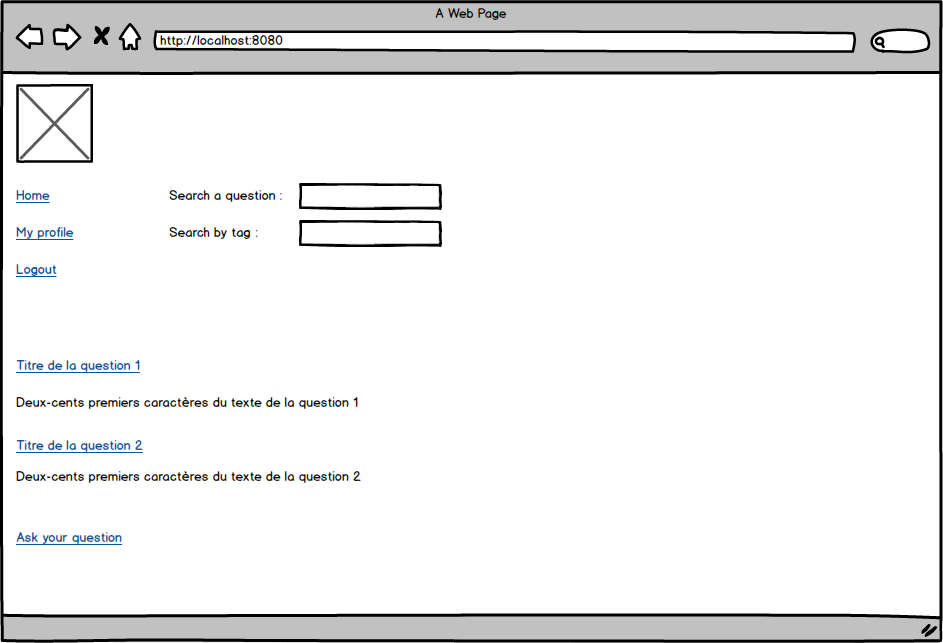 A Web Page
http://localhost:8080
Home
Search a question :
My profile
Search by tag :
Logout
Titre de la question 1
Deux-cents premiers caractères du texte de la question 1
Titre de la question 2
Deux-cents premiers caractères du texte de la question 2
Ask your question